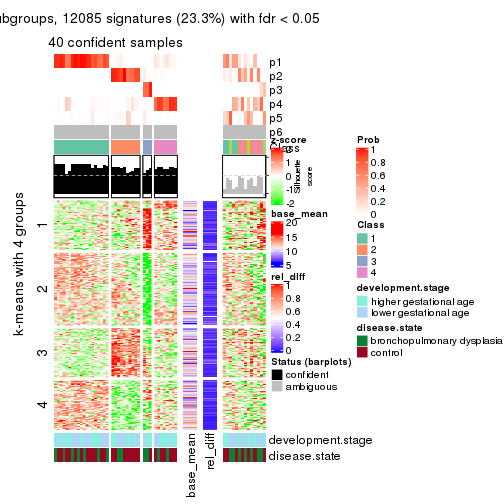 ubgroups, 12085 signatures (23.3%) with fdr < 0.05
40 confident samples
p1
p2
p3
p4
p5
p6
Class
z-score
2
1
0
-1
-2
Silhouette
score
base_mean
20
15
10
5
rel_diff
1
0.8
0.6
0.4
0.2
0
Status (barplots)
confident
ambiguous
Prob
1
0.8
0.6
0.4
0.2
0
Class
1
2
3
4
development.stage
higher gestational age
lower gestational age
disease.state
bronchopulmonary dysplasia
control
k-means with 4 groups
1
2
3
4
development.stage
disease.state
base_mean
rel_diff